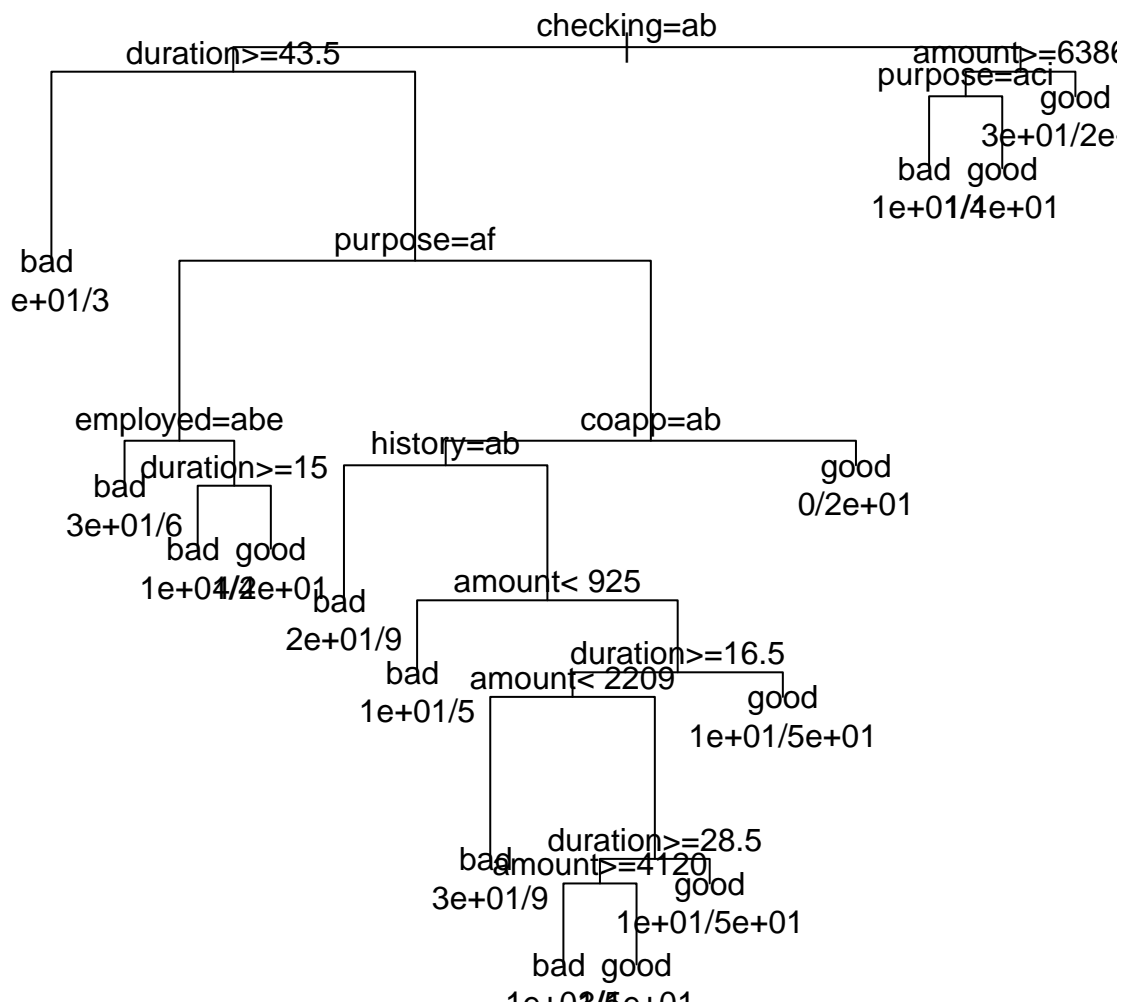 checking=ab
duration>=43.5
amount>=6386
purpose=aci
good
3e+01/2e
bad good
purpose=af
bad
e+01/3
employed=abe
coapp=ab
history=ab
duration>=15
good
0/2e+01
bad
3e+01/6
bad good
amount< 925
bad
2e+01/9
duration>=16.5
bad
1e+01/5
amount< 2209
good
1e+01/5e+01
duration>=28.5
bad
3e+01/9
amount>=4120
good
1e+01/5e+01
bad good